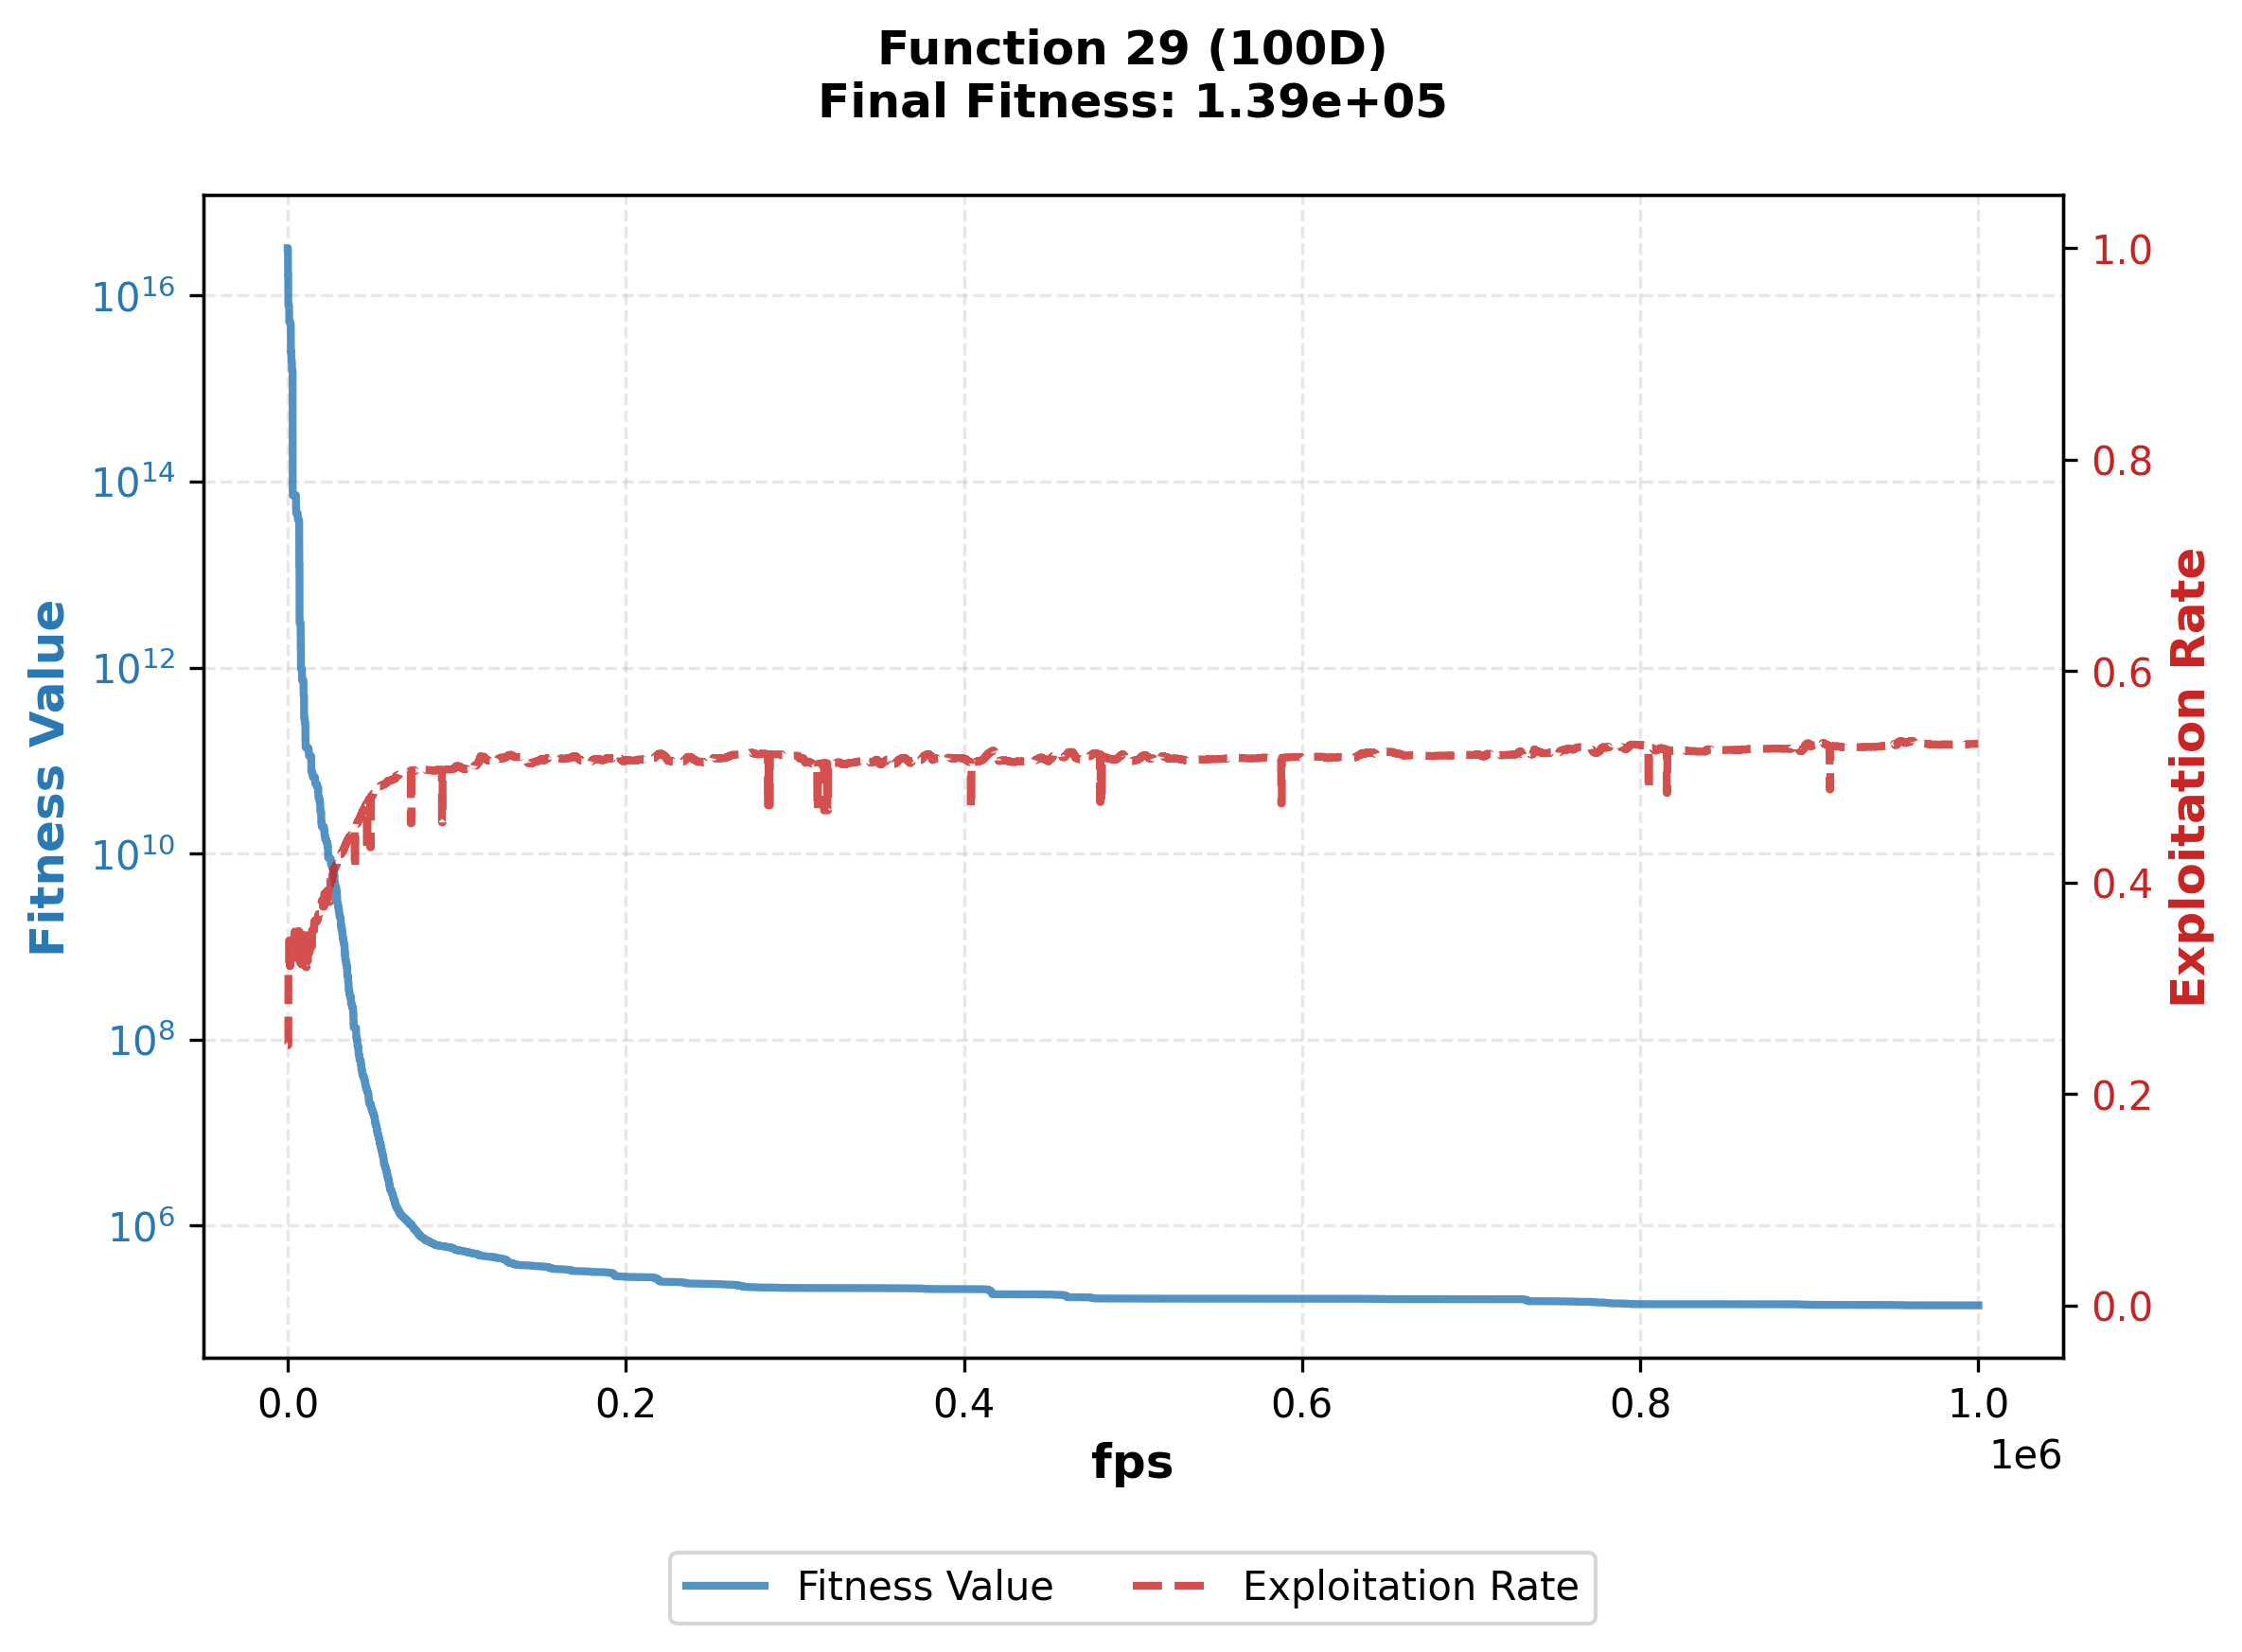 Function 29 (100D)
Final Fitness: 1.39e+05
Fitness Value
10^16
10^14
10^12
10^10
10^8
10^6
1.0
0.8
0.6
0.4
0.2
0.0
Exploitation Rate
0.0 0.2 0.4 0.6 0.8 1.0
1e6
fps
Fitness Value Exploitation Rate